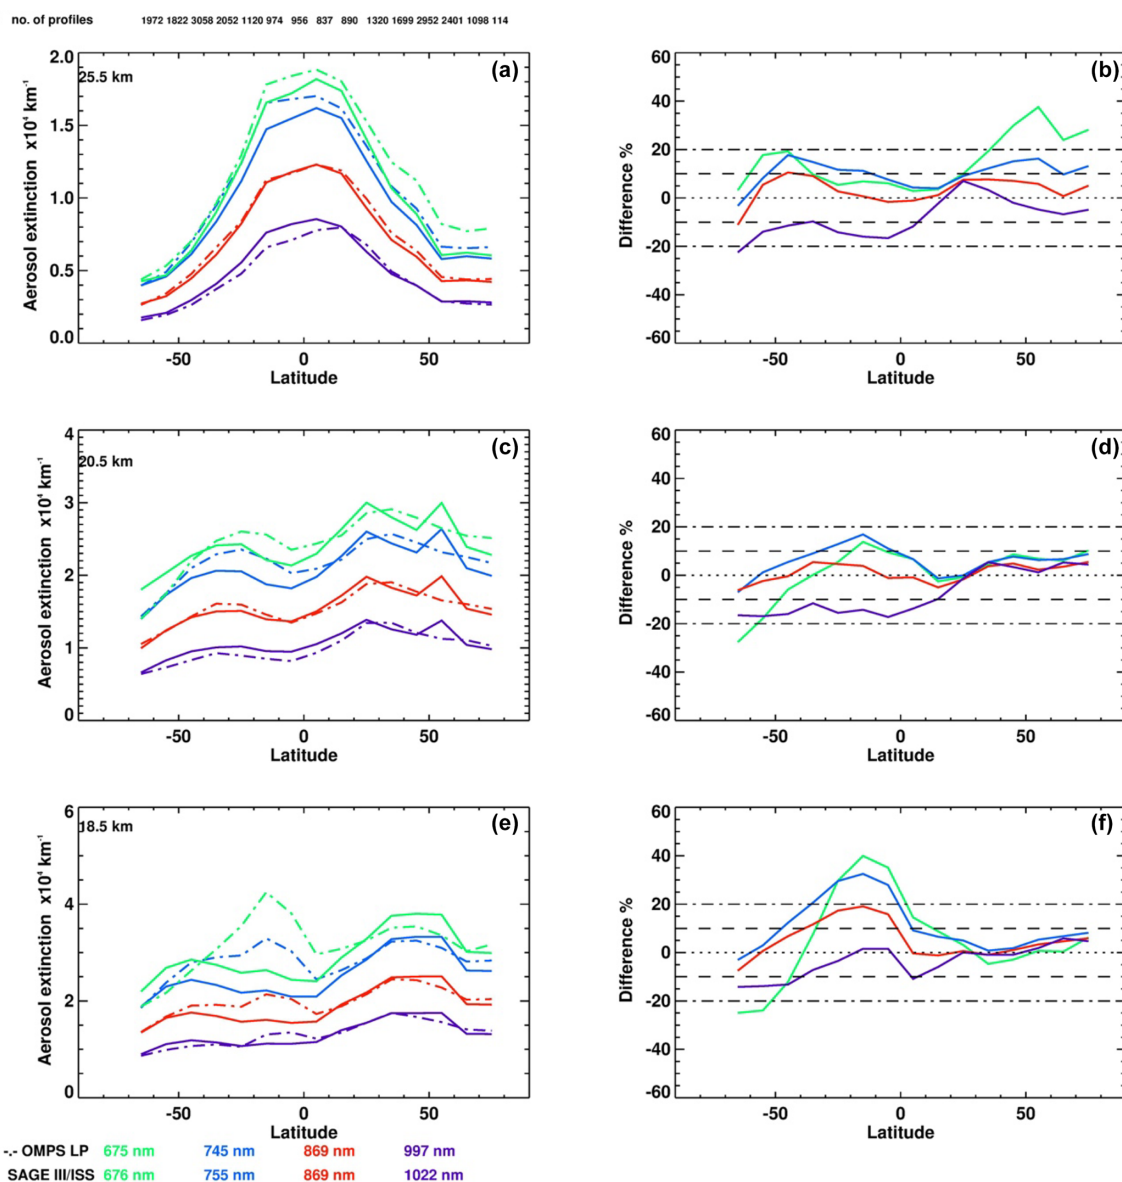 no. of profiles 1972 1822 3058 2052 1120 974 956 837 890 1320 1699 2952 2401 1098 114
2.0 1.5 1.0 0.5 0.0
Aerosol extinction x10⁴ km⁻¹
25.5 km
(a)
-50 0 50
Latitude
60 40 20 0 -20 -40 -60
Difference %
(b)
-50 0 50
Latitude
4 3 2 1 0
Aerosol extinction x10⁴ km⁻¹
20.5 km
(c)
-50 0 50
Latitude
60 40 20 0 -20 -40 -60
Difference %
(d)
-50 0 50
Latitude
6 4 2 0
Aerosol extinction x10⁴ km⁻¹
18.5 km
(e)
-50 0 50
Latitude
60 40 20 0 -20 -40 -60
Difference %
(f)
-50 0 50
Latitude
-.- OMPS LP 675 nm 745 nm 869 nm 997 nm
SAGE III/ISS 676 nm 755 nm 869 nm 1022 nm